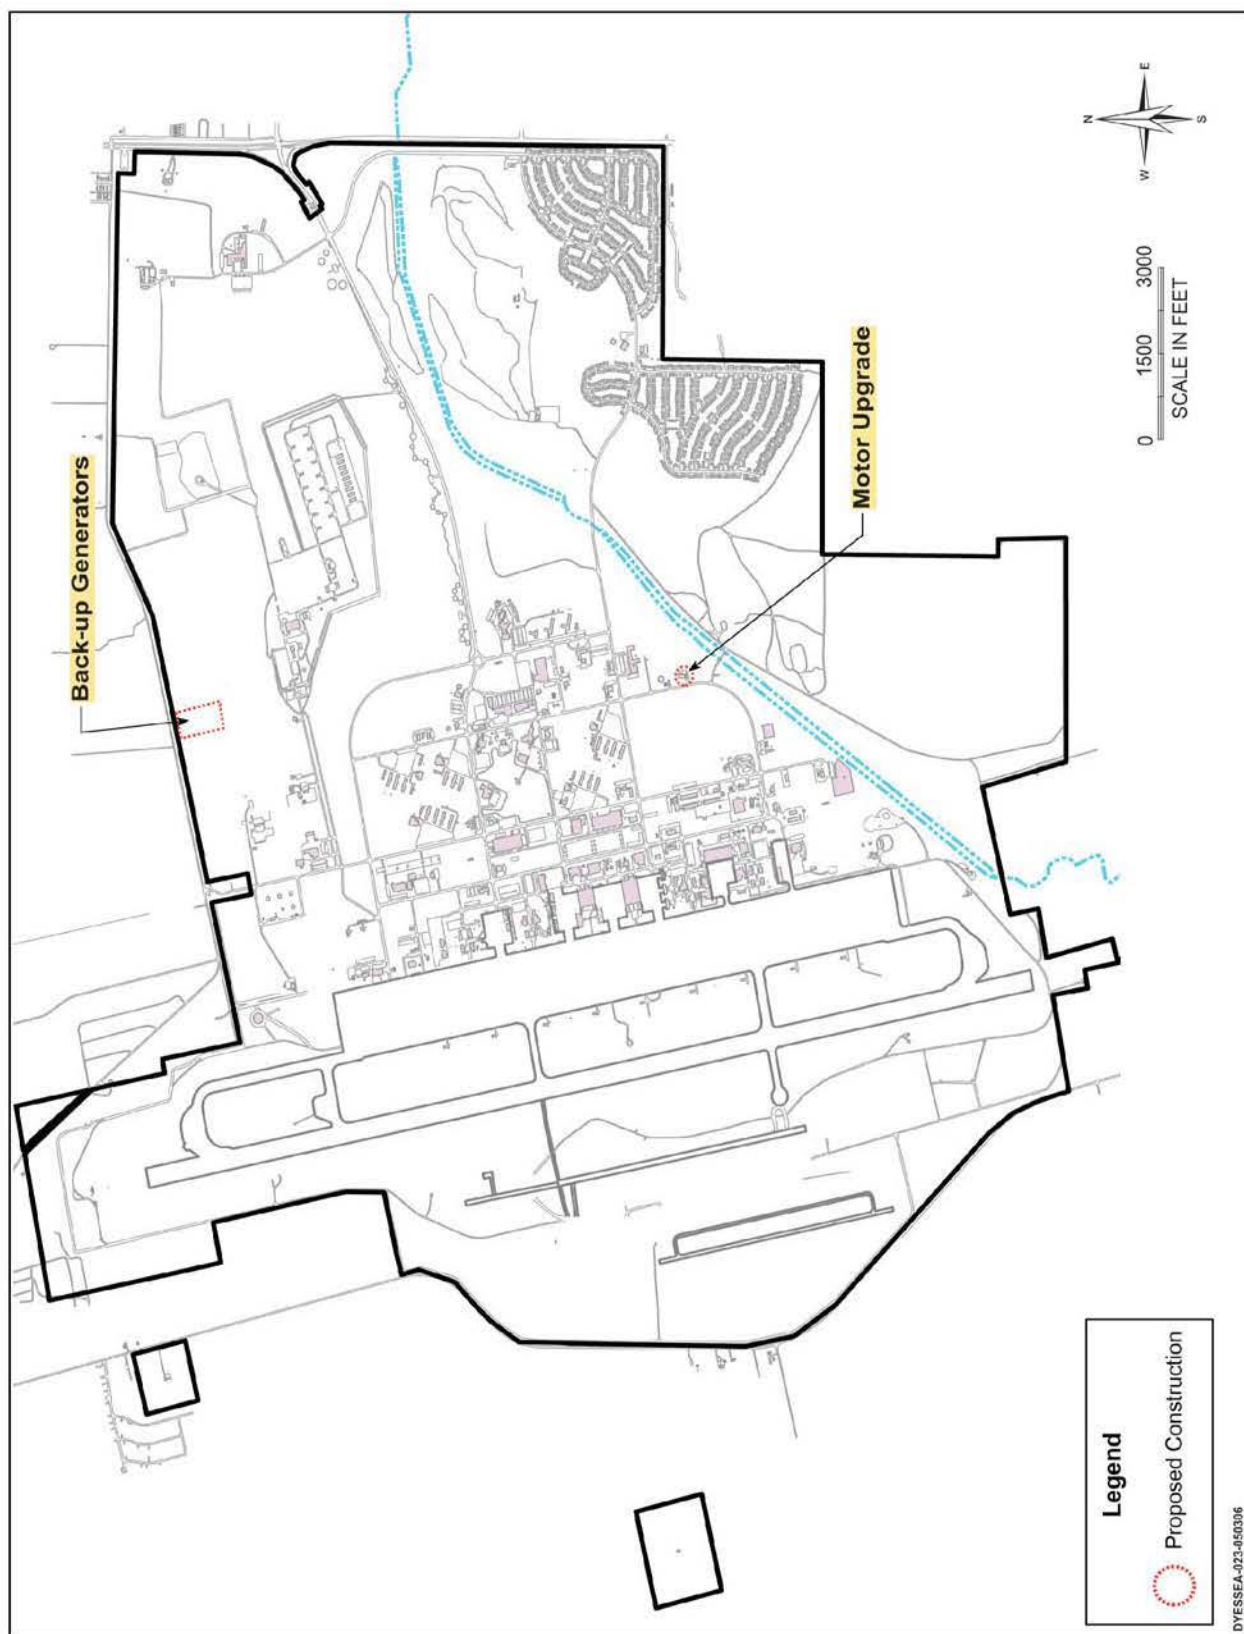 Back-up Generators
Motor Upgrade
N
W
E
S
0 1500 3000
SCALE IN FEET
Legend
Proposed Construction
DYESSEA-023-050306